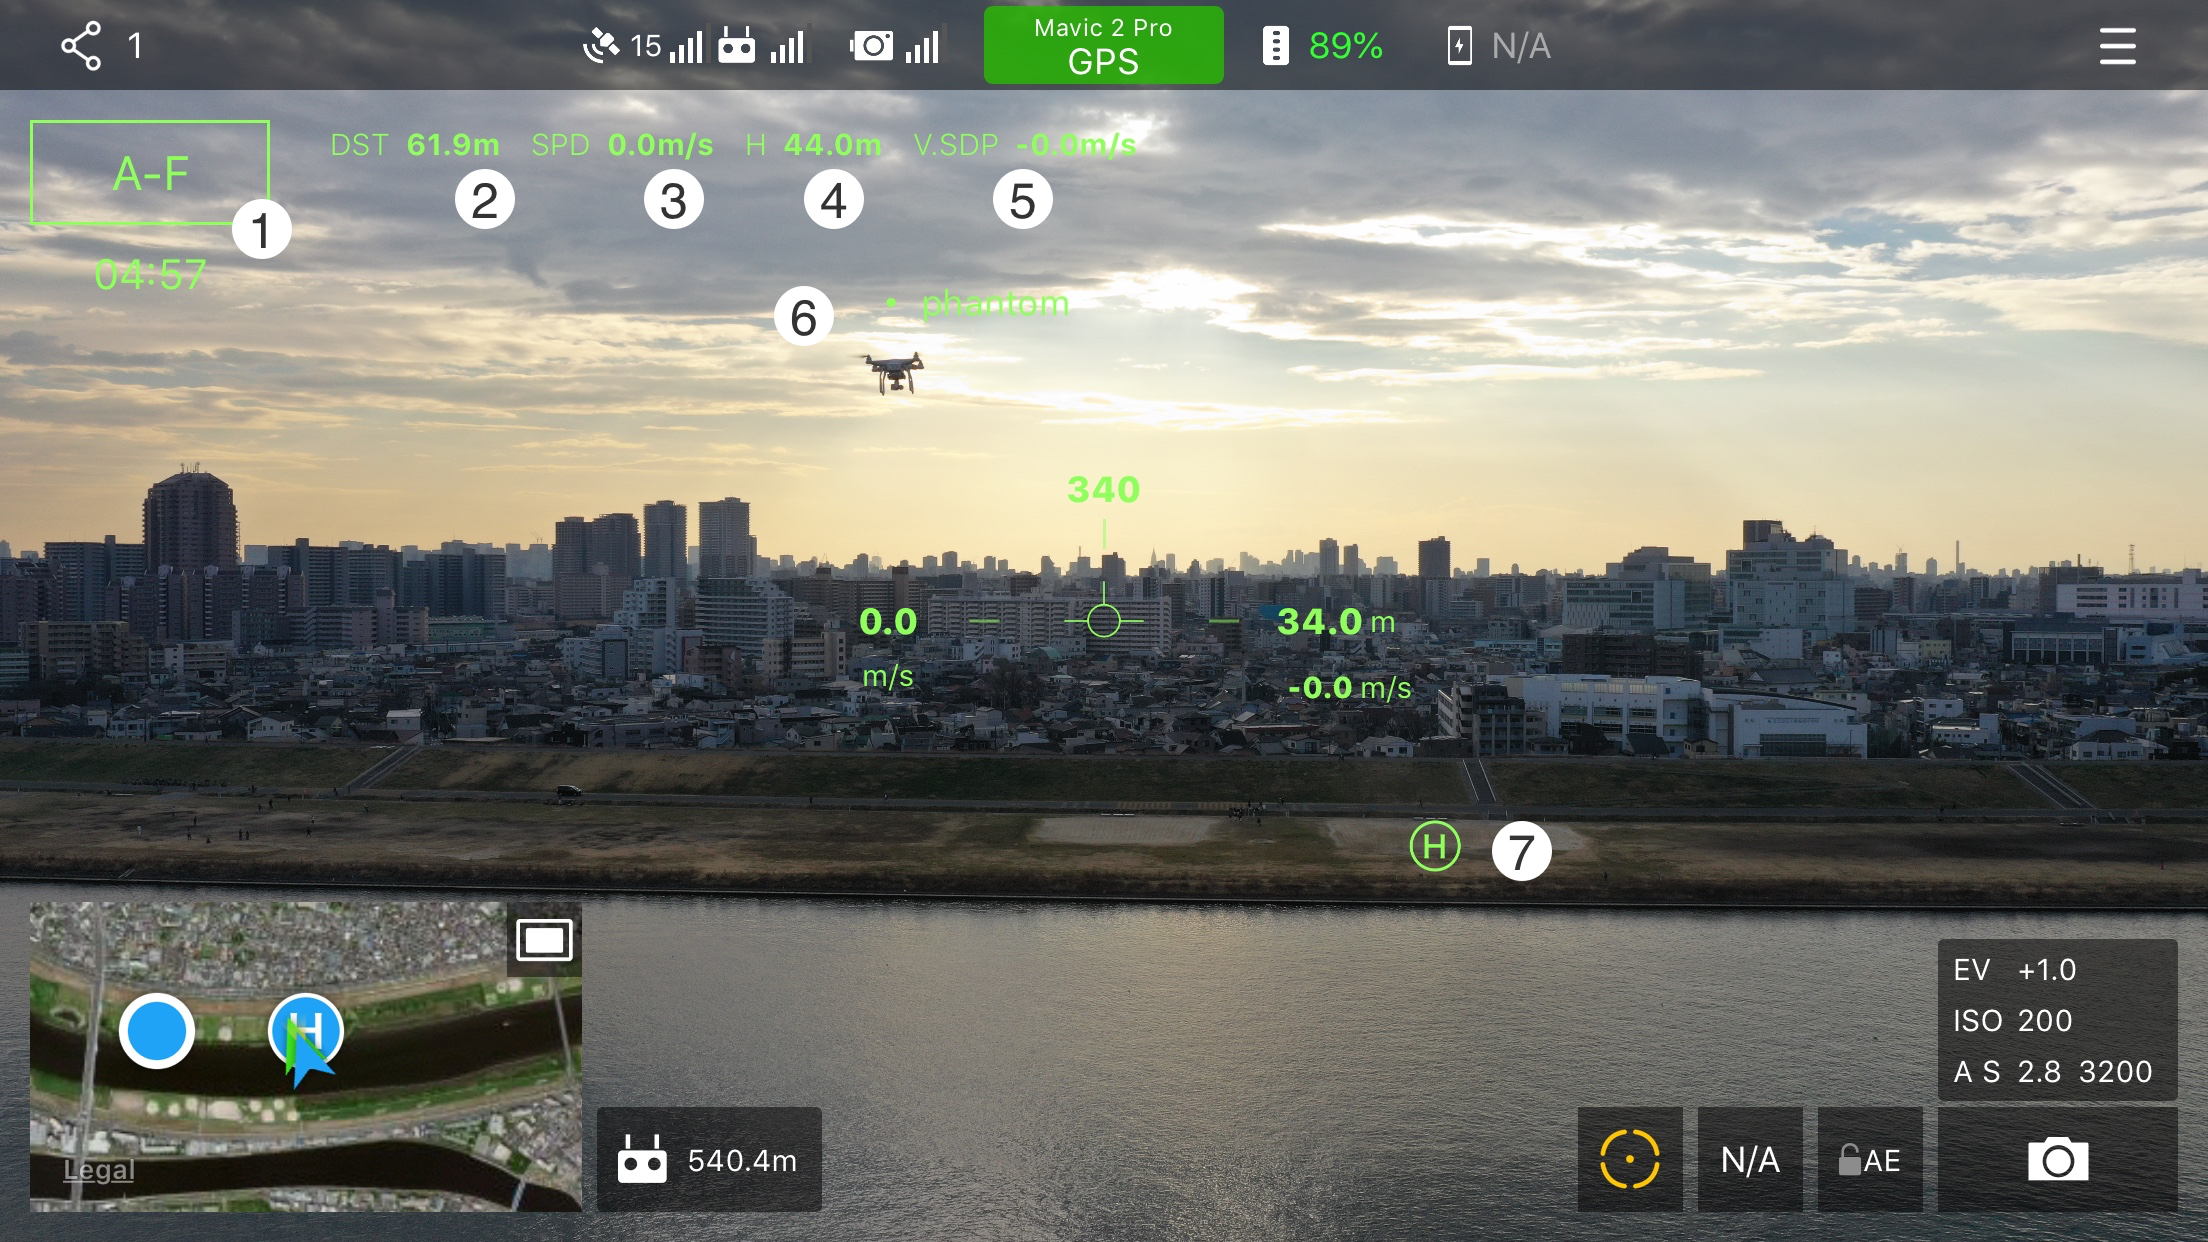 1
15
Mavic 2 Pro
GPS
89%
N/A
A-F
1
04:57
DST 61.9m SPD 0.0m/s H 44.0m V.SDP -0.0m/s
2 3 4 5
6 phantom
340
0.0
m/s
34.0 m
-0.0 m/s
H 7
H
Legal
540.4m
EV +1.0
ISO 200
A S 2.8 3200
N/A
AE